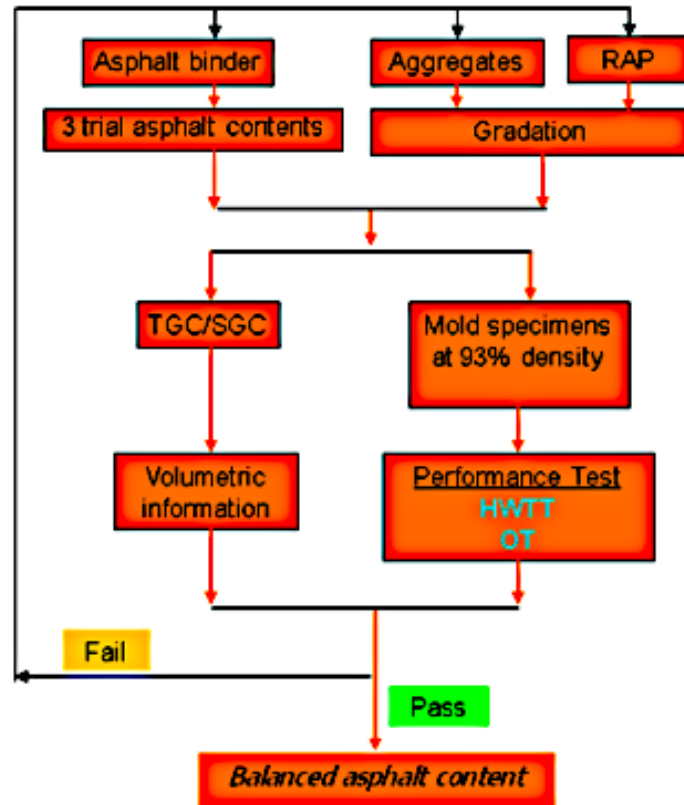 Asphalt binder
Aggregates
RAP
3 trial asphalt contents
Gradation
TGC/SGC
Mold specimens
at 93% density
Volumetric
information
Performance Test
HWTT
OT
Fail
Pass
Balanced asphalt content